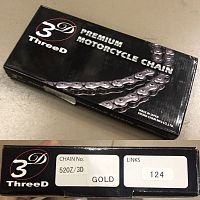 3D
ThreeD
PREMIUM
MOTORCYCLE CHAIN
3D
ThreeD
CHAIN No.
520Z/3D
GOLD
LINKS
124